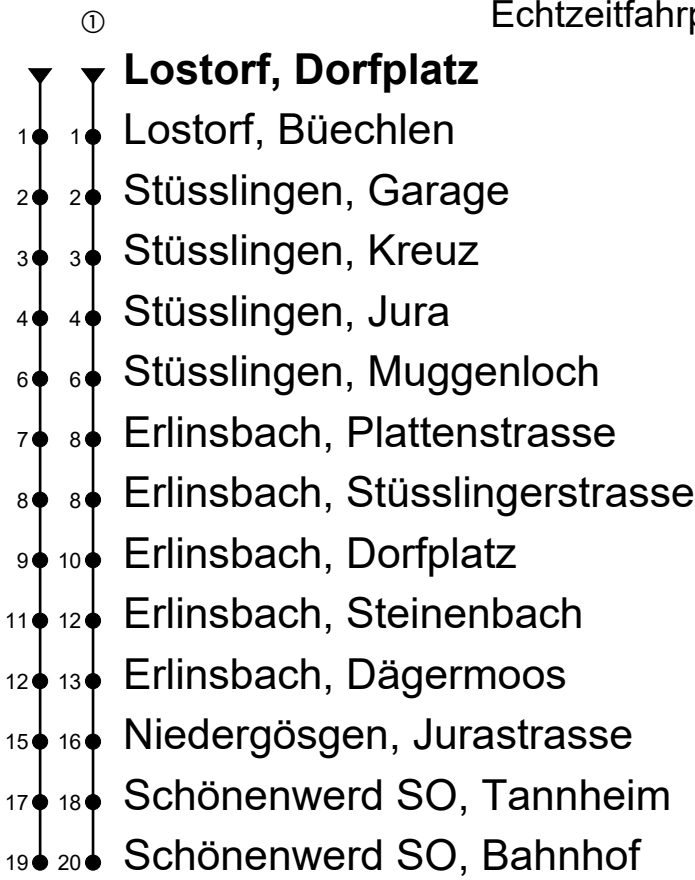 ① Echtzeitfahrp
Lostorf, Dorfplatz
1 1 Lostorf, Büechlen
2 2 Stüsslingen, Garage
3 3 Stüsslingen, Kreuz
4 4 Stüsslingen, Jura
6 6 Stüsslingen, Muggenloch
7 8 Erlinsbach, Plattenstrasse
8 8 Erlinsbach, Stüsslingerstrasse
9 10 Erlinsbach, Dorfplatz
11 12 Erlinsbach, Steinenbach
12 13 Erlinsbach, Dägermoos
15 16 Niedergösgen, Jurastrasse
17 18 Schönenwerd SO, Tannheim
19 20 Schönenwerd SO, Bahnhof